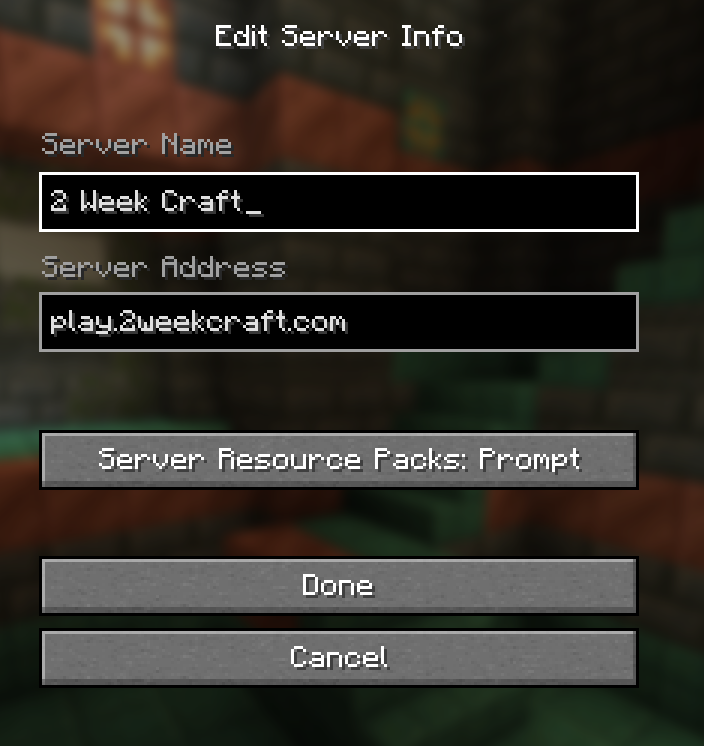 Edit Server Info
Server Name
2 Week Craft_
Server Address
play.2weekcraft.com
Server Resource Packs: Prompt
Done
Cancel